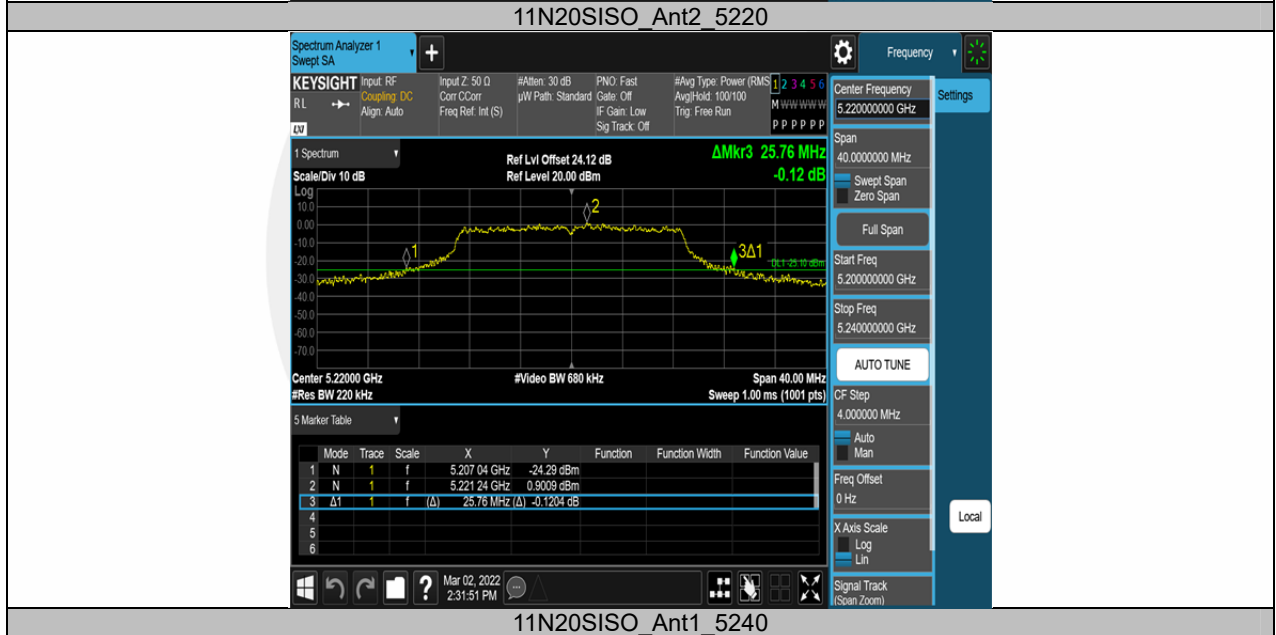 11N20SISO_Ant2_5220
Spectrum Analyzer 1
Swept SA
+
Frequency
KEYSIGHT
RL
LXI
Input: RF
Coupling: DC
Align: Auto
Input Z: 50 Ω
Corr CCorr
Freq Ref: Int (S)
#Atten: 30 dB
µW Path: Standard
PNO: Fast
Gate: Off
IF Gain: Low
Sig Track: Off
#Avg Type: Power (RMS
Avg|Hold: 100/100
Trig: Free Run
1 2 3 4 5 6
M W W W W W
P P P P P P
1 Spectrum
Scale/Div 10 dB
Ref Lvl Offset 24.12 dB
Ref Level 20.00 dBm
ΔMkr3 25.76 MHz
-0.12 dB
Log
10.0
0.00
-10.0
-20.0
-30.0
-40.0
-50.0
-60.0
-70.0
1
2
3Δ1
DL1 -25.10 dBm
Center 5.22000 GHz
#Res BW 220 kHz
#Video BW 680 kHz
Span 40.00 MHz
Sweep 1.00 ms (1001 pts)
5 Marker Table
Mode Trace Scale X Y Function Function Width Function Value
1 N 1 f 5.207 04 GHz -24.29 dBm
2 N 1 f 5.221 24 GHz 0.9009 dBm
3 Δ1 1 f (Δ) 25.76 MHz (Δ) -0.1204 dB
4
5
6
Mar 02, 2022
2:31:51 PM
?
Center Frequency
5.220000000 GHz
Span
40.0000000 MHz
Swept Span
Zero Span
Full Span
Start Freq
5.200000000 GHz
Stop Freq
5.240000000 GHz
AUTO TUNE
CF Step
4.000000 MHz
Auto
Man
Freq Offset
0 Hz
X Axis Scale
Log
Lin
Signal Track
(Span Zoom)
Settings
Local
11N20SISO_Ant1_5240